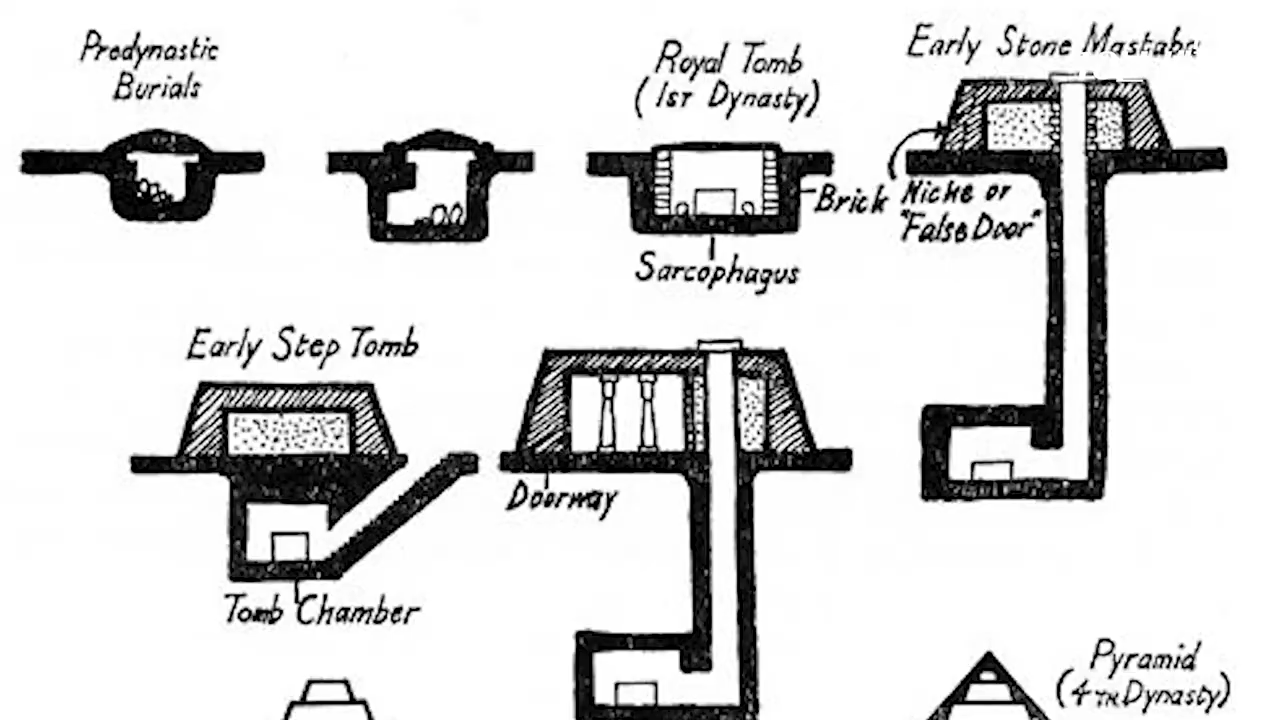 Predynastic
Burials
Royal Tomb
(1ST Dynasty)
Early Stone Mastaba
Brick
Niche or
"False Door"
Sarcophagus
Early Step Tomb
Doorway
Tomb Chamber
Pyramid
(4TH Dynasty)